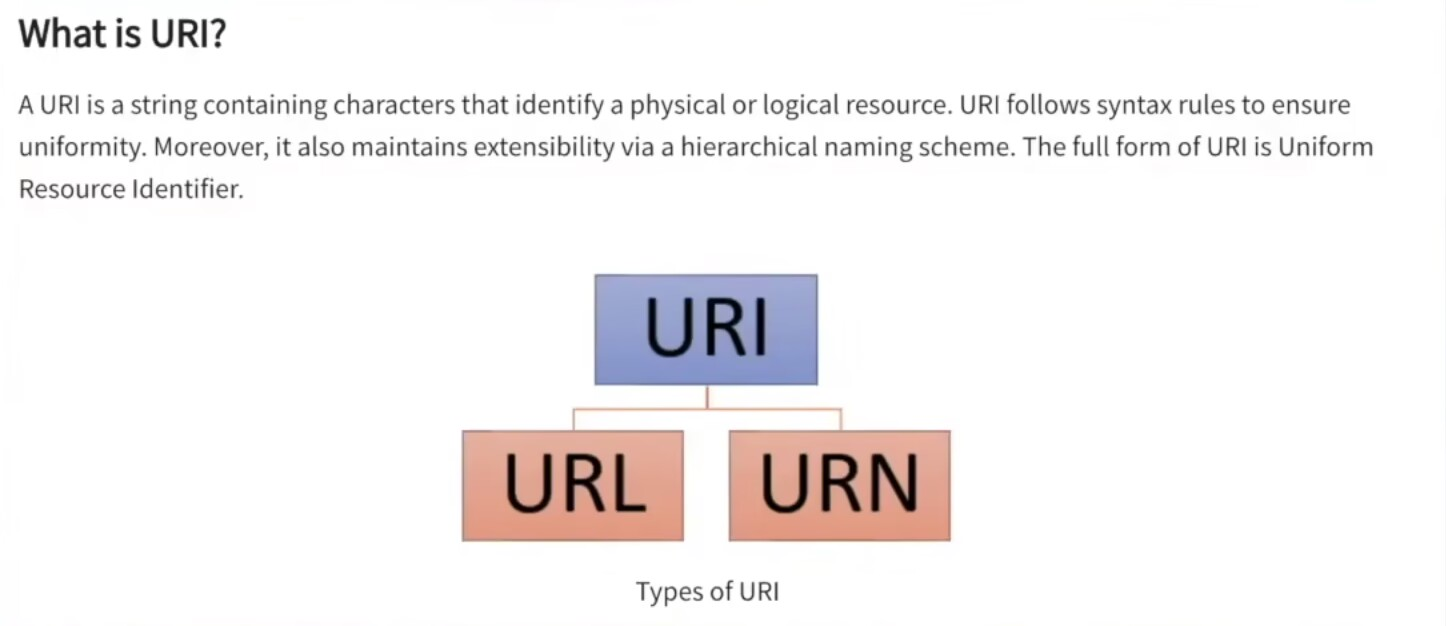 What is URI?
A URI is a string containing characters that identify a physical or logical resource. URI follows syntax rules to ensure
uniformity. Moreover, it also maintains extensibility via a hierarchical naming scheme. The full form of URI is Uniform
Resource Identifier.
URI
URL
URN
Types of URI